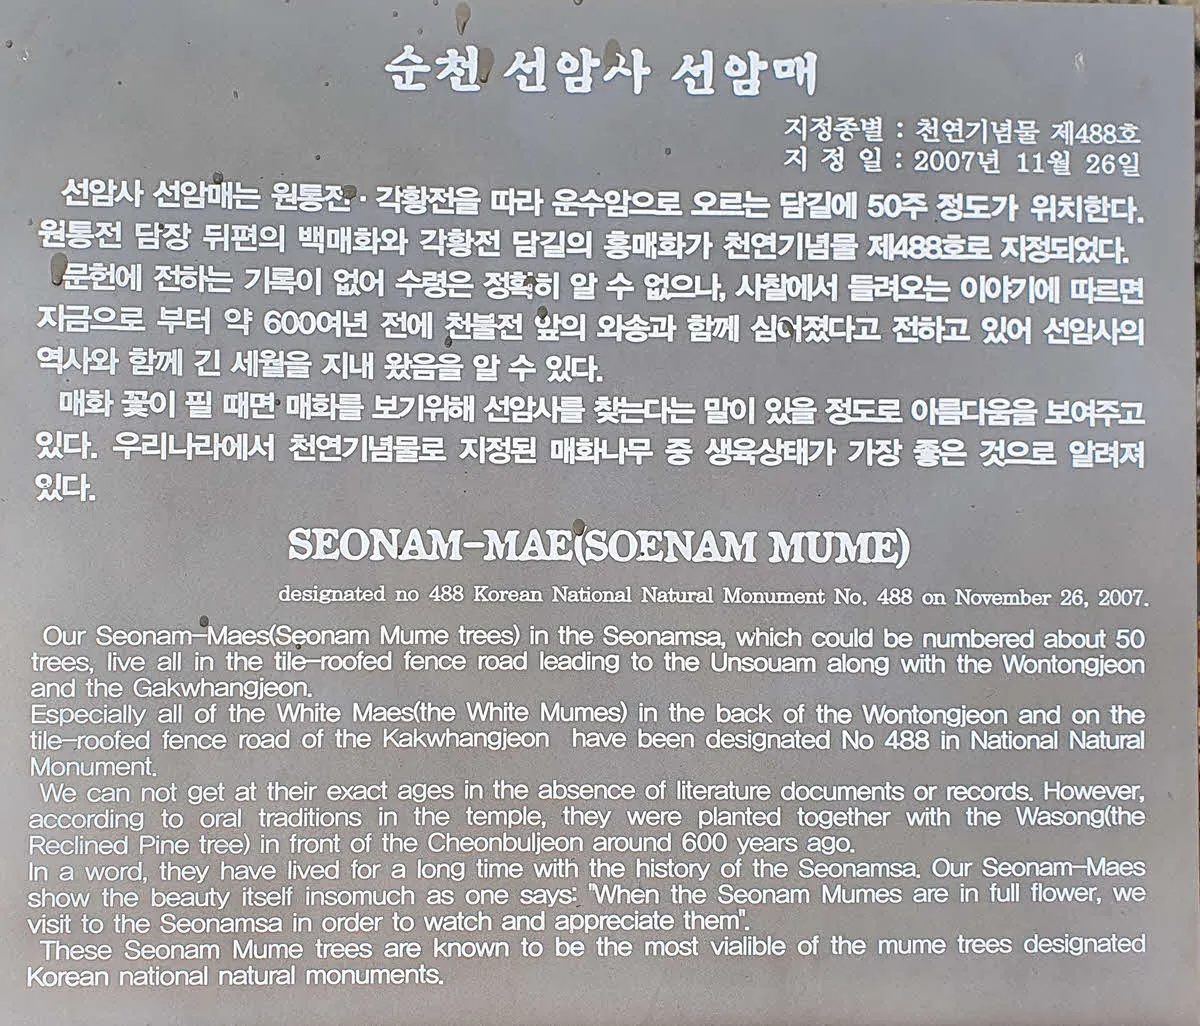 순천 선암사 선암매
지정종별 : 천연기념물 제488호
지 정 일 : 2007년 11월 26일
선암사 선암매는 원통전·각황전을 따라 운수암으로 오르는 담길에 50주 정도가 위치한다.
원통전 담장 뒤편의 백매화와 각황전 담길의 홍매화가 천연기념물 제488호로 지정되었다.
문헌에 전하는 기록이 없어 수령은 정확히 알 수 없으나, 사찰에서 들려오는 이야기에 따르면
지금으로 부터 약 600여년 전에 천불전 앞의 와송과 함께 심어졌다고 전하고 있어 선암사의
역사와 함께 긴 세월을 지내 왔음을 알 수 있다.
매화 꽃이 필 때면 매화를 보기위해 선암사를 찾는다는 말이 있을 정도로 아름다움을 보여주고
있다. 우리나라에서 천연기념물로 지정된 매화나무 중 생육상태가 가장 좋은 것으로 알려져
있다.
SEONAM-MAE(SOENAM MUME)
designated no 488 Korean National Natural Monument No. 488 on November 26, 2007.
Our Seonam-Maes(Seonam Mume trees) in the Seonamsa, which could be numbered about 50
trees, live all in the tile-roofed fence road leading to the Unsouam along with the Wontongjeon
and the Gakwhangjeon.
Especially all of the White Maes(the White Mumes) in the back of the Wontongjeon and on the
tile-roofed fence road of the Kakwhangjeon have been designated No 488 in National Natural
Monument.
We can not get at their exact ages in the absence of literature documents or records. However,
according to oral traditions in the temple, they were planted together with the Wasong(the
Reclined Pine tree) in front of the Cheonbuljeon around 600 years ago.
In a word, they have lived for a long time with the history of the Seonamsa. Our Seonam-Maes
show the beauty itself insomuch as one says: "When the Seonam Mumes are in full flower, we
visit to the Seonamsa in order to watch and appreciate them".
These Seonam Mume trees are known to be the most vialible of the mume trees designated
Korean national natural monuments.